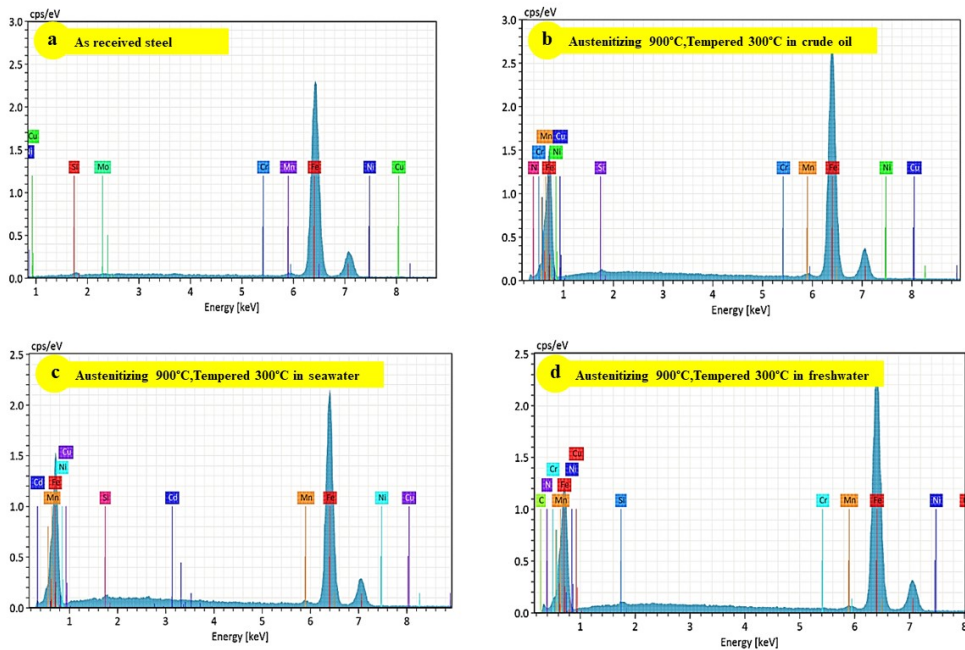 cps/eV
3.0
a As received steel
2.5
2.0
Cu
1.5
Si Mo Cr Mn Fe Ni Cu
1.0
0.5
0.0
1 2 3 4 5 6 7 8
Energy [keV]
cps/eV
3.0
b Austenitizing 900°C,Tempered 300°C in crude oil
2.5
2.0
Mn Cu
1.5
Cr Ni
N Fe Si Cr Mn Fe Ni Cu
1.0
0.5
0.0
1 2 3 4 5 6 7 8
Energy [keV]
cps/eV
2.5
c Austenitizing 900°C,Tempered 300°C in seawater
2.0
Cu
1.5
Ni
Cd Fe
Mn Si Cd Mn Fe Ni Cu
1.0
0.5
0.0
1 2 3 4 5 6 7 8
Energy [keV]
cps/eV
2.5
d Austenitizing 900°C,Tempered 300°C in freshwater
2.0
Cu
1.5
Cr Ni
N Fe
C Mn Si Cr Mn Fe Ni
1.0
0.5
0.0
1 2 3 4 5 6 7 8
Energy [keV]